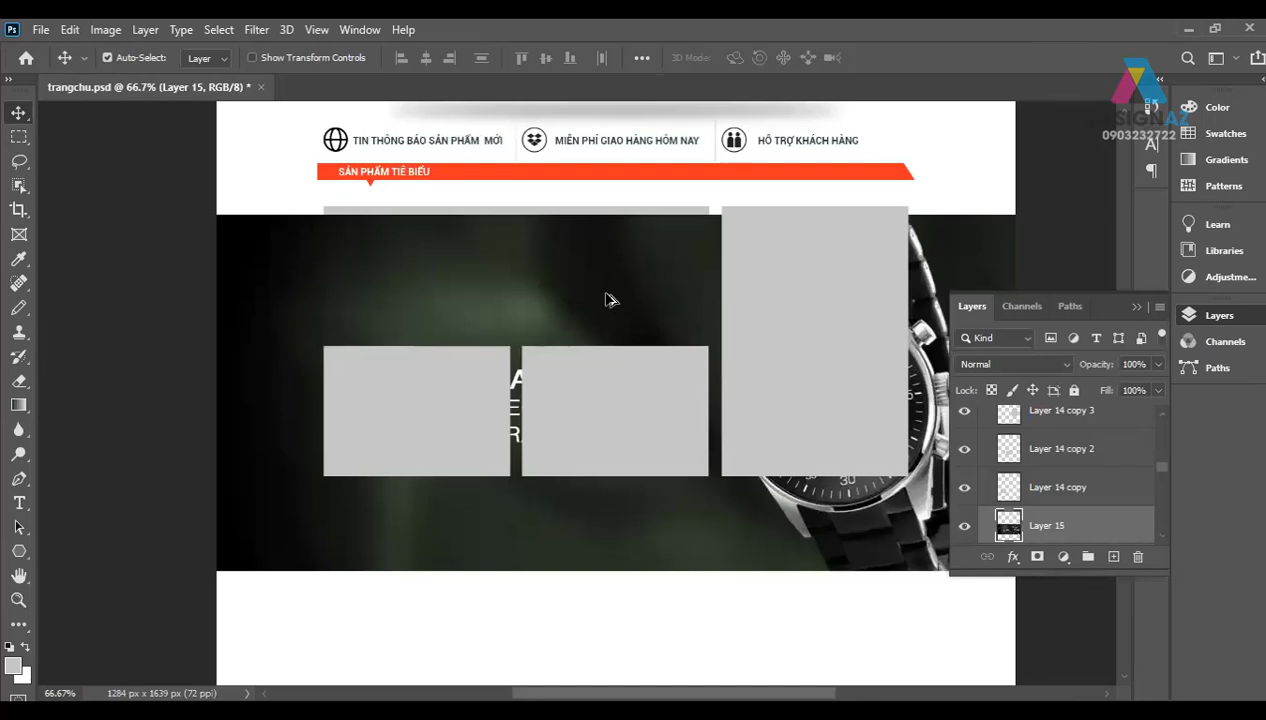 Ps File Edit Image Layer Type Select Filter 3D View Window Help
Auto-Select: Layer Show Transform Controls 3D Mode:
trangchu.psd @ 66.7% (Layer 15, RGB/8) *
0903232722
TIN THÔNG BÁO SẢN PHẨM MỚI MIỄN PHÍ GIAO HÀNG HÔM NAY HỖ TRỢ KHÁCH HÀNG
SẢN PHẨM TIÊ BIỂU
Color
Swatches
Gradients
Patterns
Learn
Libraries
Adjustme...
Layers
Channels
Paths
Layers Channels Paths
Kind
Normal Opacity: 100%
Lock: Fill: 100%
Layer 14 copy 3
Layer 14 copy 2
Layer 14 copy
Layer 15
fx
30
66.67% 1284 px x 1639 px (72 ppi)